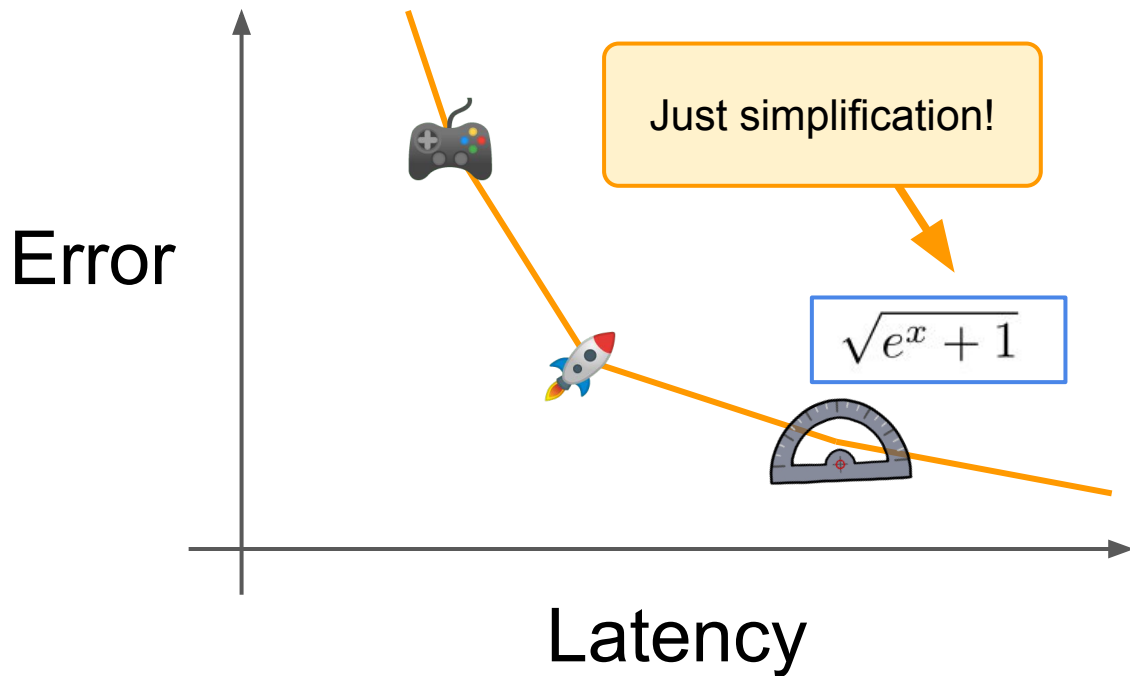 Just simplification!
Error
√(e^x + 1)
Latency